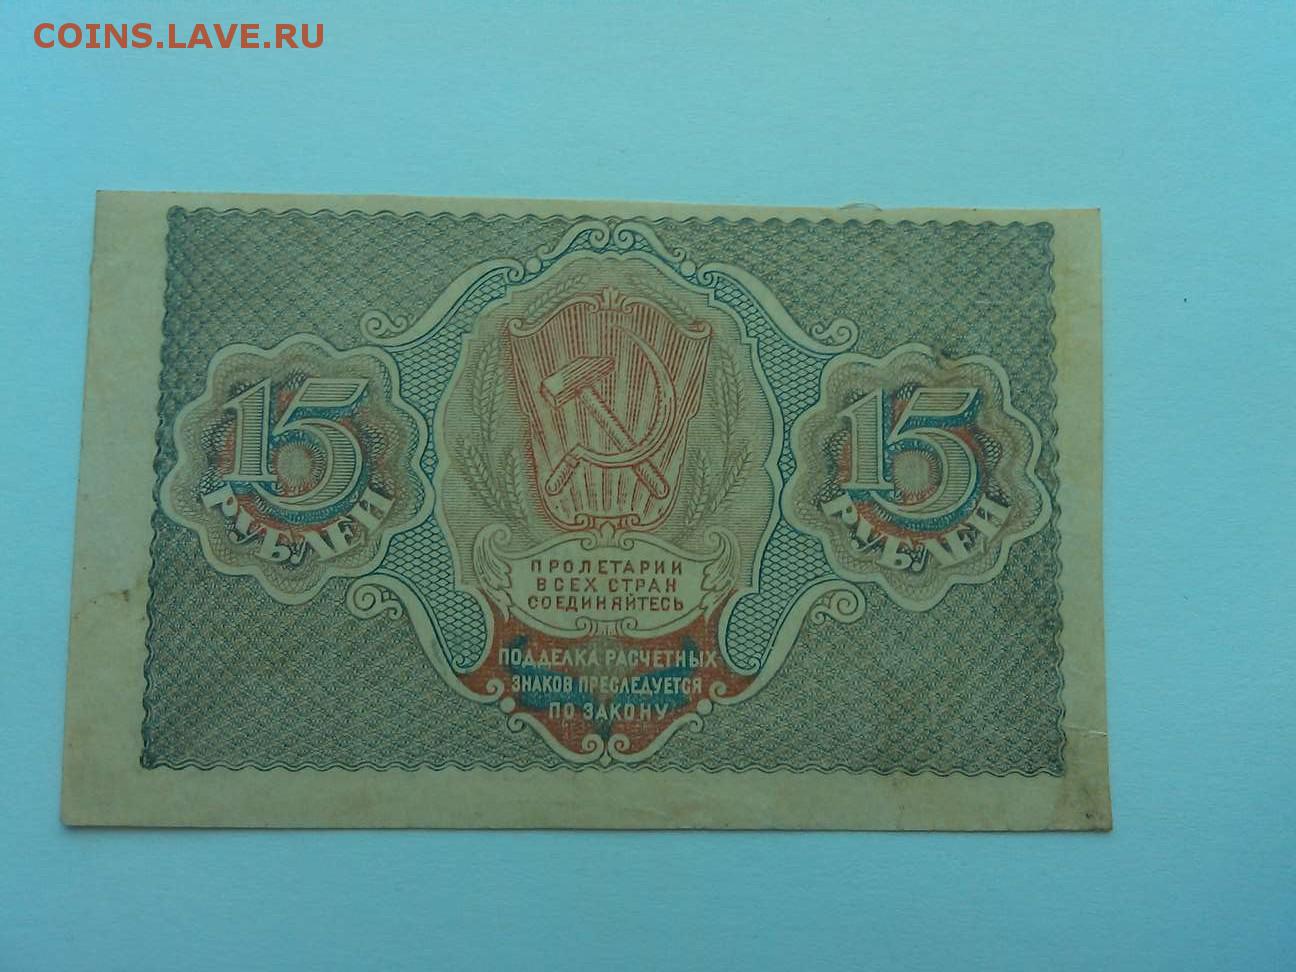 COINS.LAVE.RU
15
РУБЛЕЙ
15
РУБЛЕЙ
ПРОЛЕТАРИИ
ВСЕХ СТРАН
СОЕДИНЯЙТЕСЬ
ПОДДЕЛКА РАСЧЕТНЫХ
ЗНАКОВ ПРЕСЛЕДУЕТСЯ
ПО ЗАКОНУ